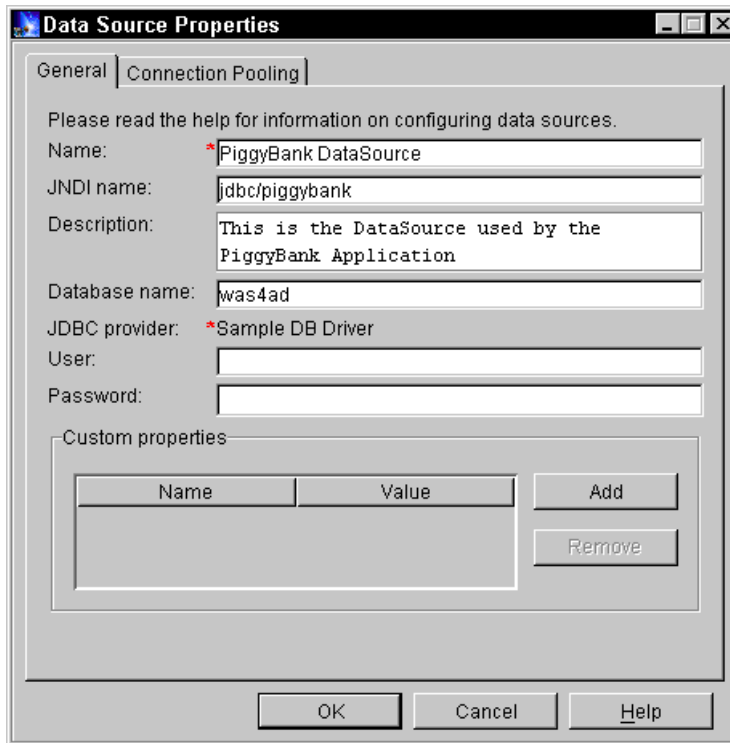 Data Source Properties
General Connection Pooling
Please read the help for information on configuring data sources.
Name: *PiggyBank DataSource
JNDI name: jdbc/piggybank
Description: This is the DataSource used by the
PiggyBank Application
Database name: was4ad
JDBC provider: *Sample DB Driver
User:
Password:
Custom properties
Name Value Add
Remove
OK Cancel Help